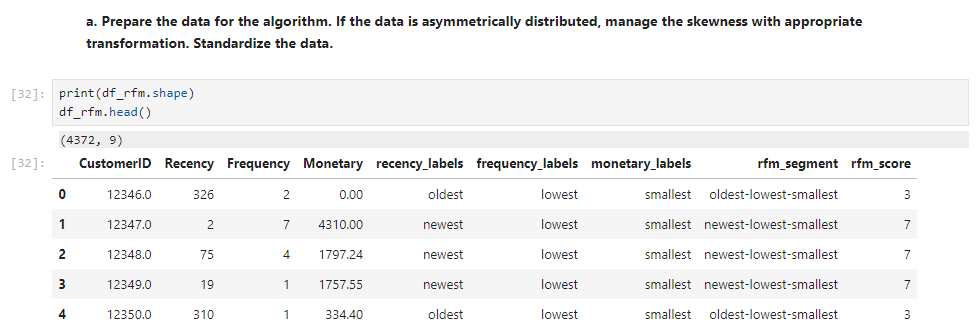 a. Prepare the data for the algorithm. If the data is asymmetrically distributed, manage the skewness with appropriate
transformation. Standardize the data.
[32]: print(df_rfm.shape)
df_rfm.head()
(4372, 9)
[32]: CustomerID Recency Frequency Monetary recency_labels frequency_labels monetary_labels rfm_segment rfm_score
0 12346.0 326 2 0.00 oldest lowest smallest oldest-lowest-smallest 3
1 12347.0 2 7 4310.00 newest lowest smallest newest-lowest-smallest 7
2 12348.0 75 4 1797.24 newest lowest smallest newest-lowest-smallest 7
3 12349.0 19 1 1757.55 newest lowest smallest newest-lowest-smallest 7
4 12350.0 310 1 334.40 oldest lowest smallest oldest-lowest-smallest 3